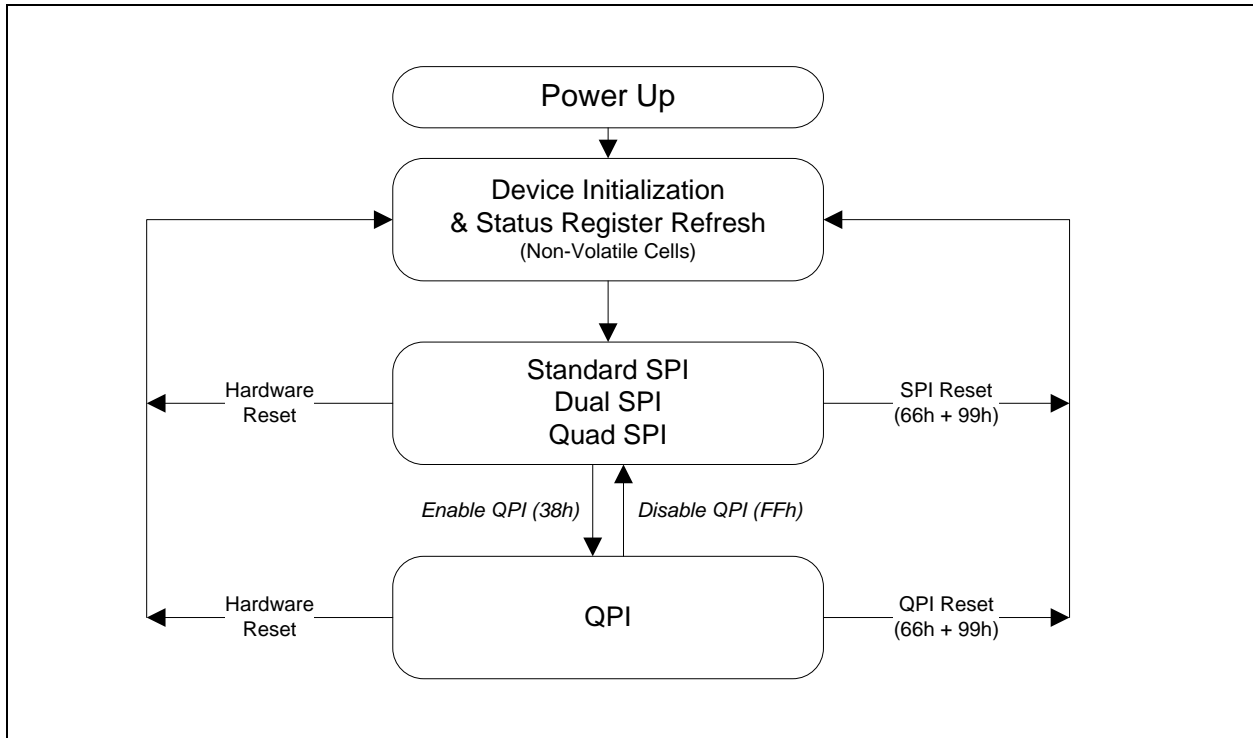 Power Up
Device Initialization
& Status Register Refresh
(Non-Volatile Cells)
Standard SPI
Dual SPI
Quad SPI
Hardware
Reset
SPI Reset
(66h + 99h)
Enable QPI (38h)
Disable QPI (FFh)
Hardware
Reset
QPI
QPI Reset
(66h + 99h)